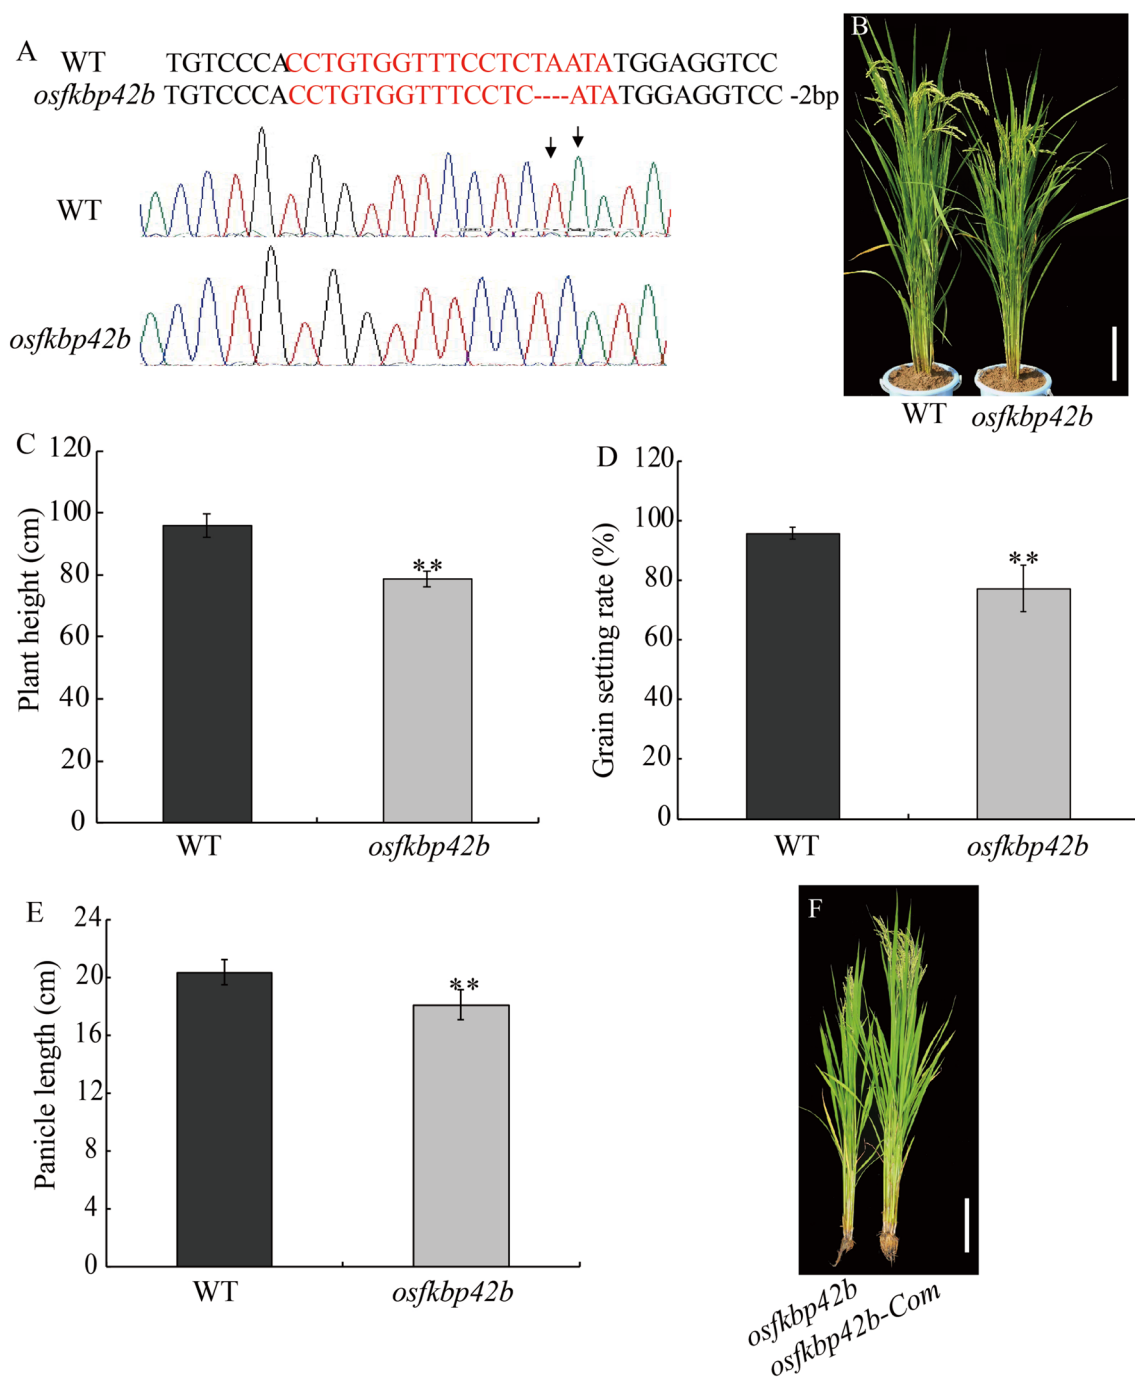 A
WT TGTCCCACCTGTGGTTTCCTCTAATATGGAGGTCC
osfkbp42b TGTCCCACCTGTGGTTTCCTC----ATATGGAGGTCC -2bp
WT
osfkbp42b
B
WT osfkbp42b
C
Plant height (cm)
120
100
80
60
40
20
0
**
WT osfkbp42b
D
Grain setting rate (%)
120
100
80
60
40
20
0
**
WT osfkbp42b
E
Panicle length (cm)
24
20
16
12
8
4
0
**
WT osfkbp42b
F
osfkbp42b
osfkbp42b-Com